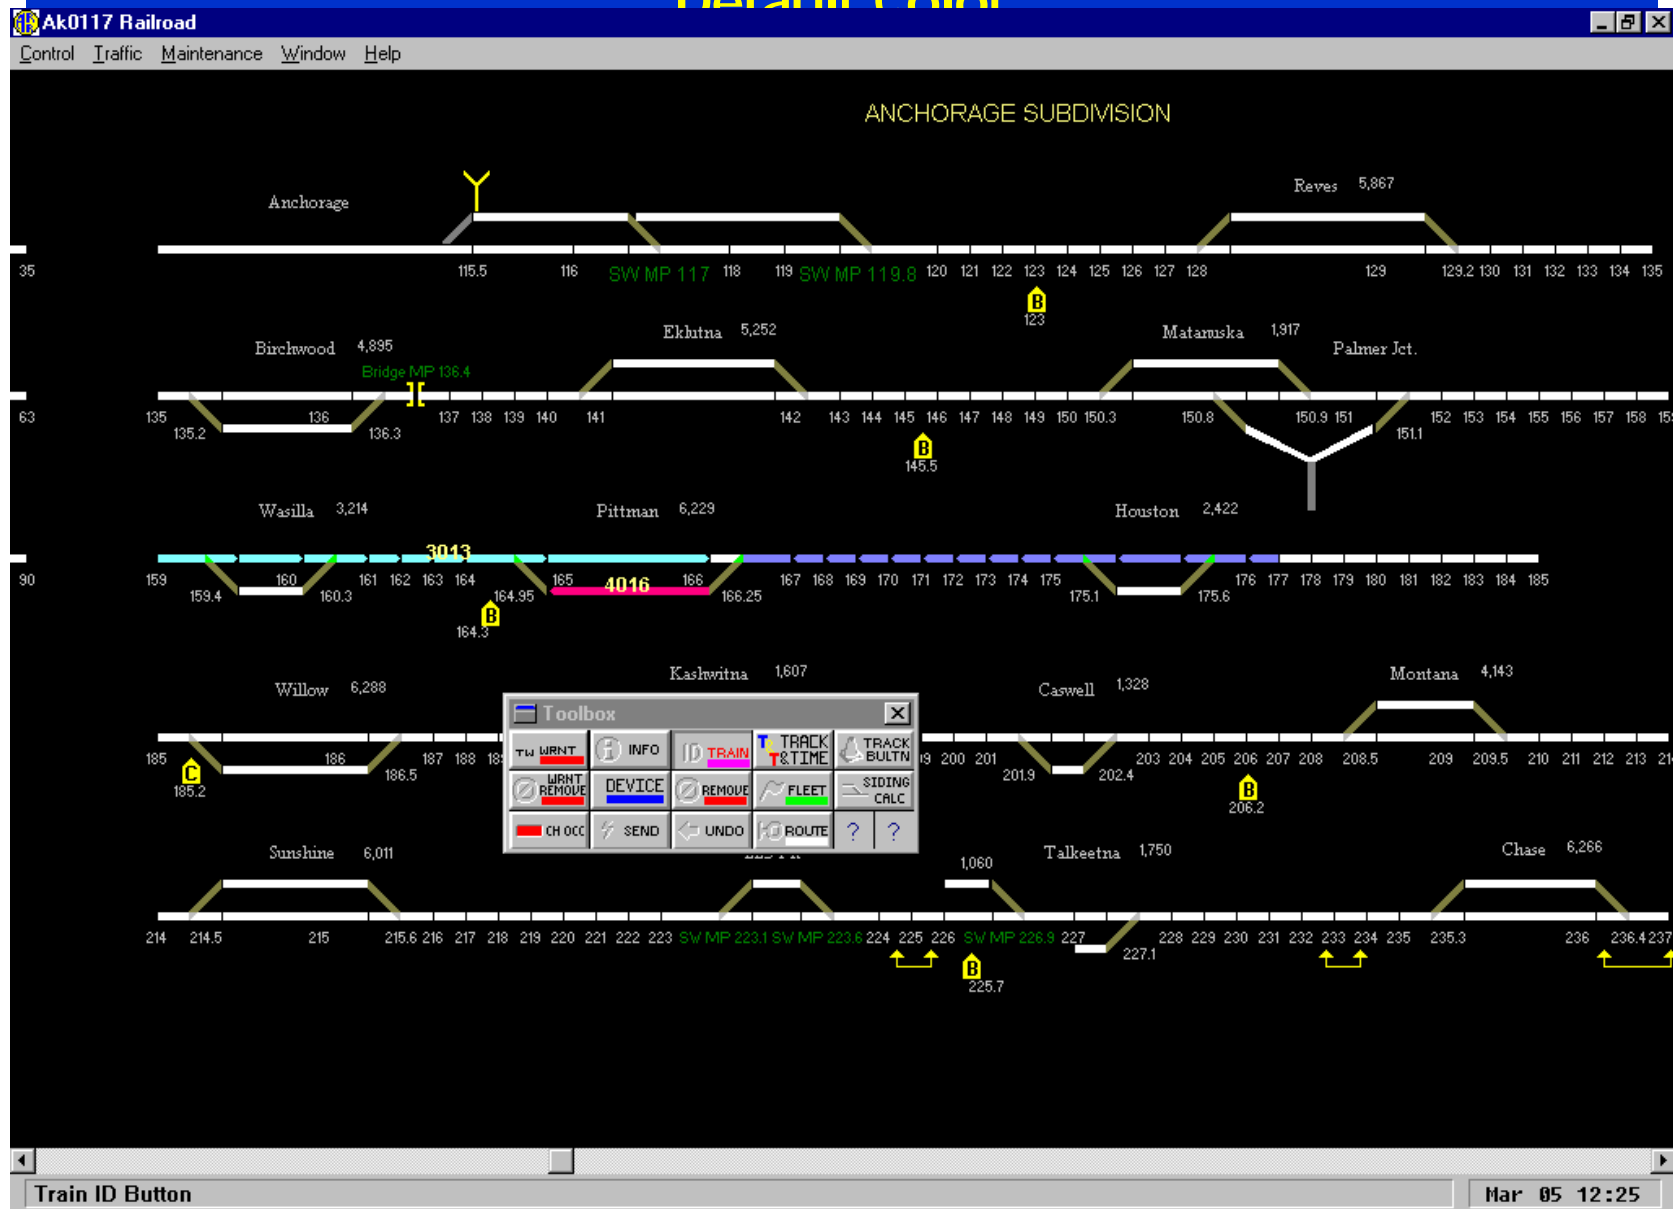 Default Color
Ak0117 Railroad
Control Traffic Maintenance Window Help
ANCHORAGE SUBDIVISION
Anchorage
Reves 5,867
35 115.5 116 SW MP 117 118 119 SW MP 119.8 120 121 122 123 124 125 126 127 128 129 129.2 130 131 132 133 134 135
B
123
Birchwood 4,895
Eklutna 5,252
Matanuska 1,917
Palmer Jct.
Bridge MP 136.4
63 135 136 137 138 139 140 141 142 143 144 145 146 147 148 149 150 150.3 150.8 150.9 151 152 153 154 155 156 157 158
135.2 136.3 151.1
B
145.5
Wasilla 3,214
Pittman 6,229
Houston 2,422
3013
90 159 160 161 162 163 164 165 166 167 168 169 170 171 172 173 174 175 176 177 178 179 180 181 182 183 184 185
4016
159.4 160.3 164.95 166.25 175.1 175.6
B
164.3
Willow 6,288
Kashwitna 1,607
Caswell 1,328
Montana 4,143
185 186 187 188 200 201 203 204 205 206 207 208 208.5 209 209.5 210 211 212 213
186.5 201.9 202.4
C
185.2
B
206.2
Toolbox
TW WRNT INFO ID TRAIN T&T TRACK &TIME TRACK BULTN
WRNT REMOVE DEVICE REMOVE FLEET SIDING CALC
CH OCC SEND UNDO ROUTE ? ?
Sunshine 6,011
1,060
Talkeetna 1,750
Chase 6,266
214 214.5 215 215.6 216 217 218 219 220 221 222 223 SW MP 223.1 SW MP 223.6 224 225 226 SW MP 226.9 227 228 229 230 231 232 233 234 235 235.3 236 236.4 237
227.1
B
225.7
Train ID Button
Mar 05 12:25